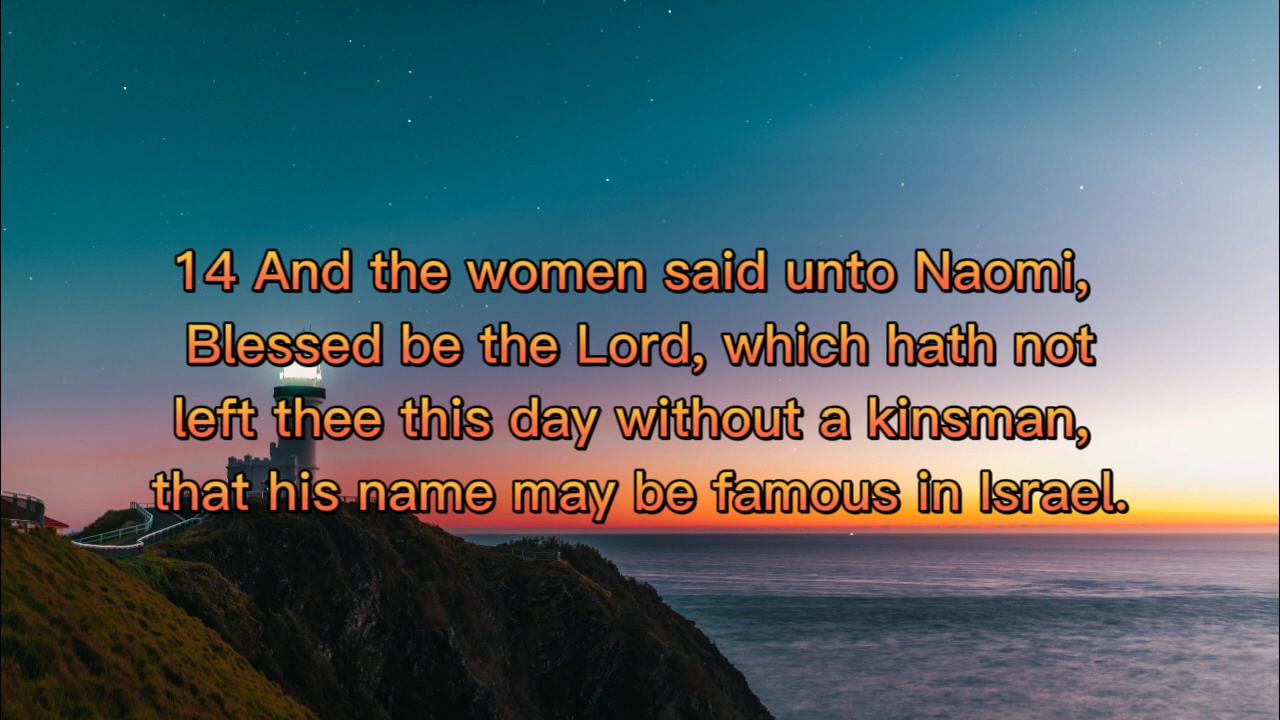 14 And the women said unto Naomi,
Blessed be the Lord, which hath not
left thee this day without a kinsman,
that his name may be famous in Israel.